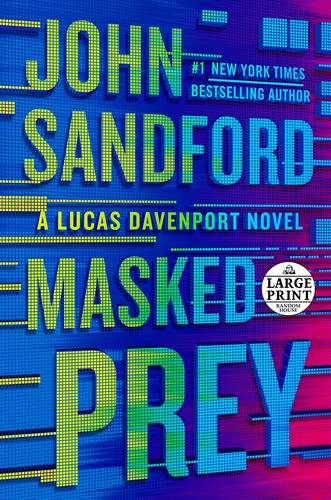 JOHN
#1 NEW YORK TIMES
BESTSELLING AUTHOR
SANDFORD
A LUCAS DAVENPORT NOVEL
MASKED
LARGE
PRINT
RANDOM
HOUSE
PREY